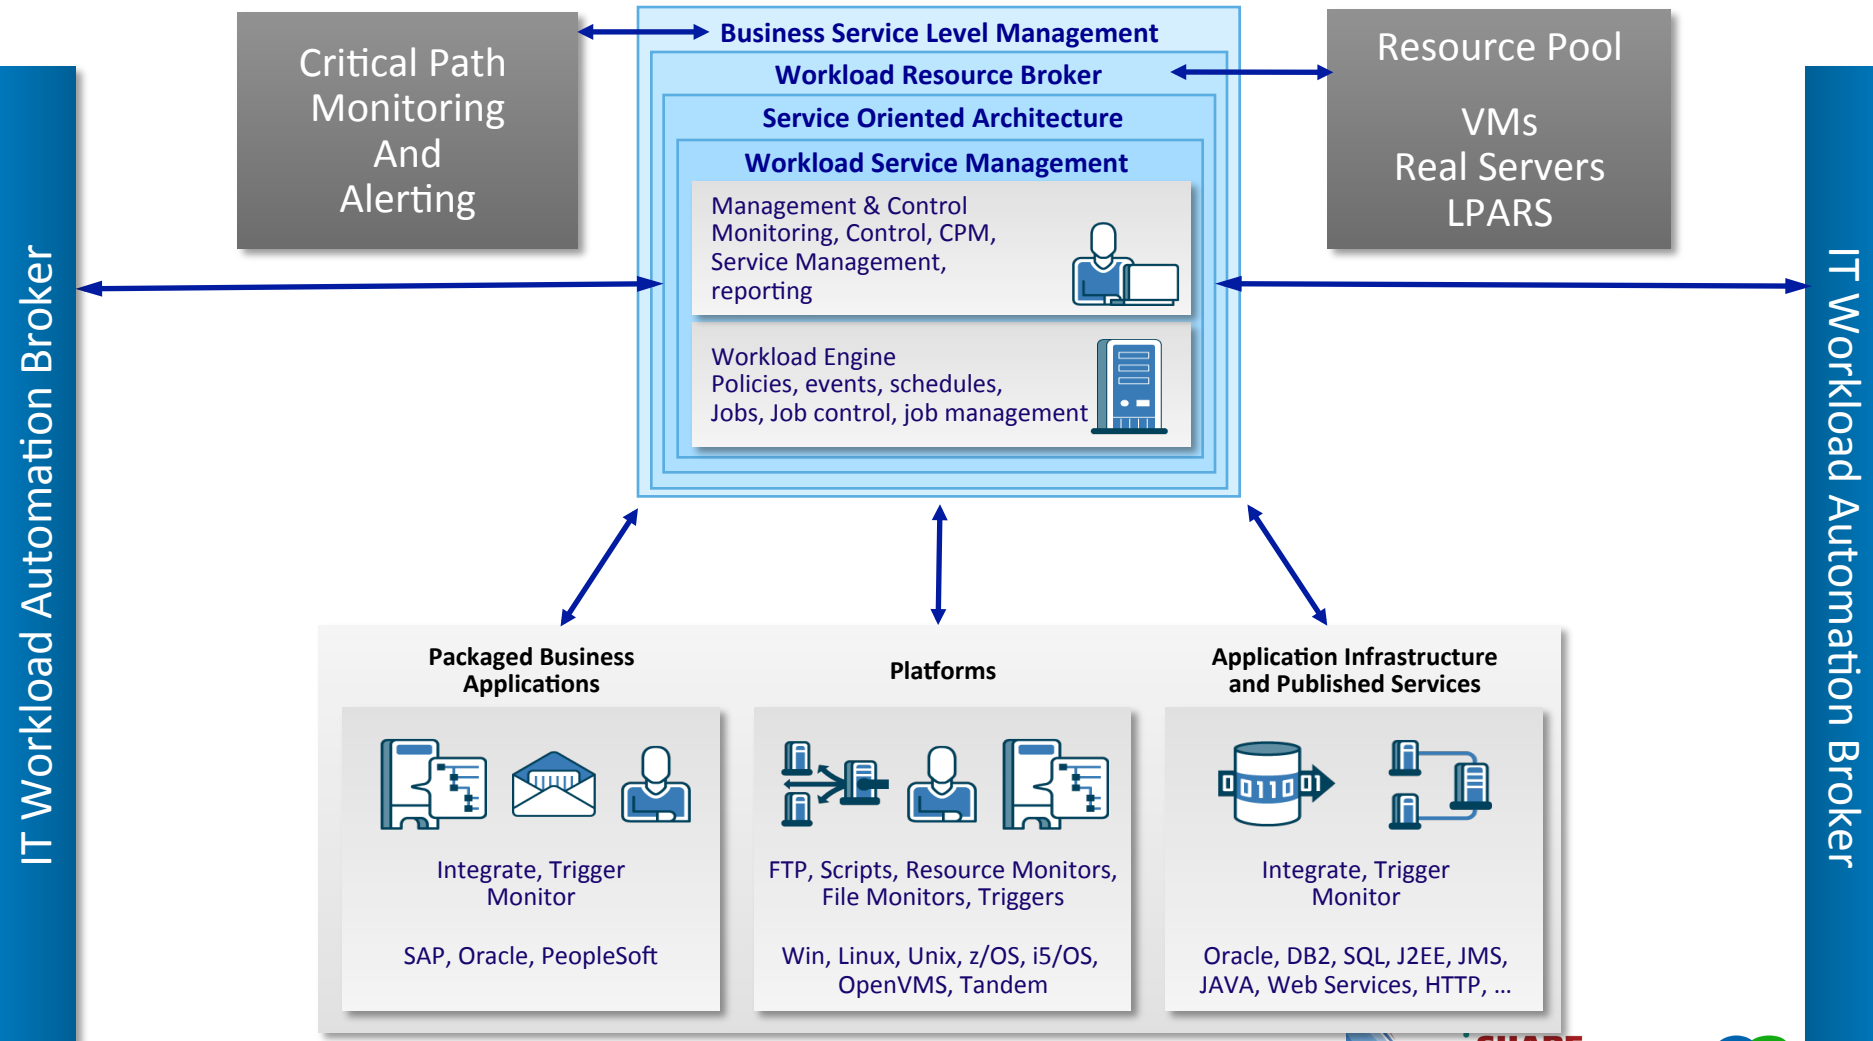 Critical Path
Monitoring
And
Alerting
Business Service Level Management
Workload Resource Broker
Service Oriented Architecture
Workload Service Management
Management & Control
Monitoring, Control, CPM,
Service Management,
reporting
Workload Engine
Policies, events, schedules,
Jobs, Job control, job management
Resource Pool
VMs
Real Servers
LPARS
IT Workload Automation Broker
IT Workload Automation Broker
Packaged Business
Applications
Integrate, Trigger
Monitor
SAP, Oracle, PeopleSoft
Platforms
FTP, Scripts, Resource Monitors,
File Monitors, Triggers
Win, Linux, Unix, z/OS, i5/OS,
OpenVMS, Tandem
Application Infrastructure
and Published Services
0110
Integrate, Trigger
Monitor
Oracle, DB2, SQL, J2EE, JMS,
JAVA, Web Services, HTTP, ...